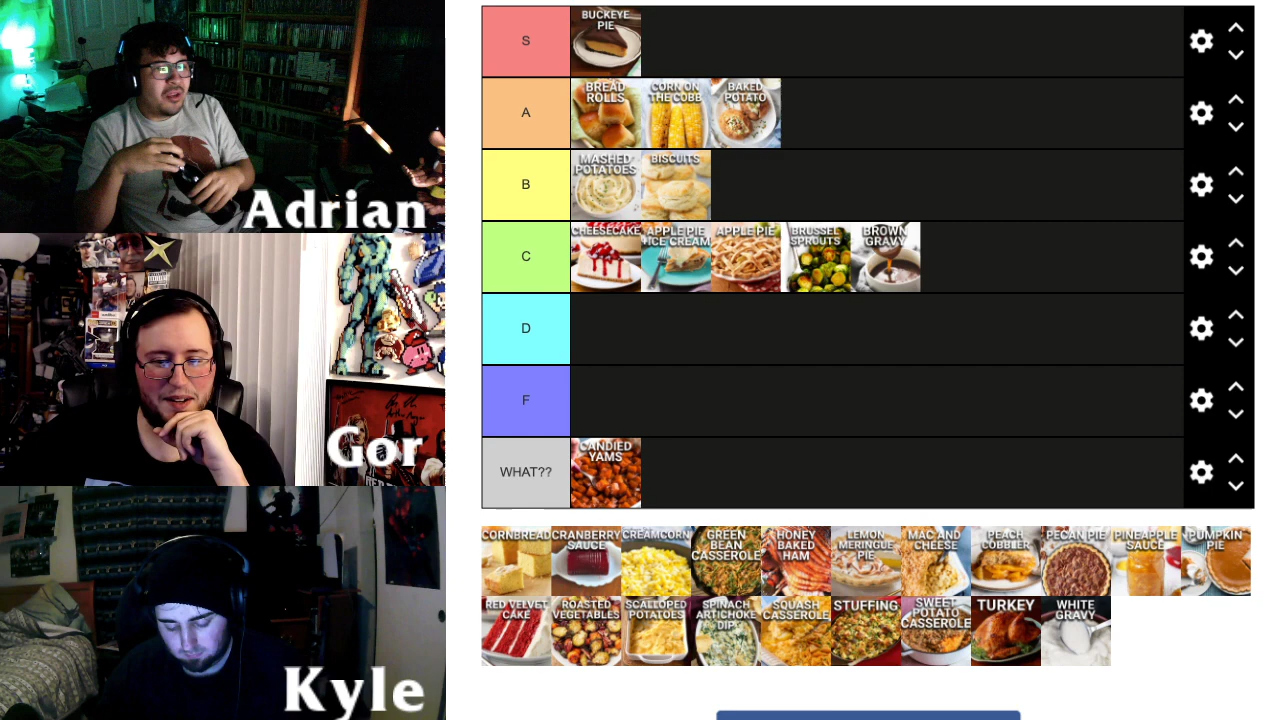 Adrian
Gor
Kyle
S
BUCKEYE
PIE
A
BREAD
ROLLS
CORN ON
THE COBB
BAKED
POTATO
B
MASHED
POTATOES
BISCUITS
C
CHEESECAKE
APPLE PIE
ICE CREAM
APPLE PIE
BRUSSEL
SPROUTS
BROWN
GRAVY
D
F
WHAT??
CANDIED
YAMS
CORNBREAD
CRANBERRY
SAUCE
CREAMCORN
GREEN
BEAN
CASSEROLE
HONEY
BAKED
HAM
LEMON
MERINGUE
PIE
MAC AND
CHEESE
PEACH
COBBLER
PECAN PIE
PINEAPPLE
SAUCE
PUMPKIN
PIE
RED VELVET
CAKE
ROASTED
VEGETABLES
SCALLOPED
POTATOES
SPINACH
ARTICHOKE
DIP
SQUASH
CASSEROLE
STUFFING
SWEET
POTATO
CASSEROLE
TURKEY
WHITE
GRAVY